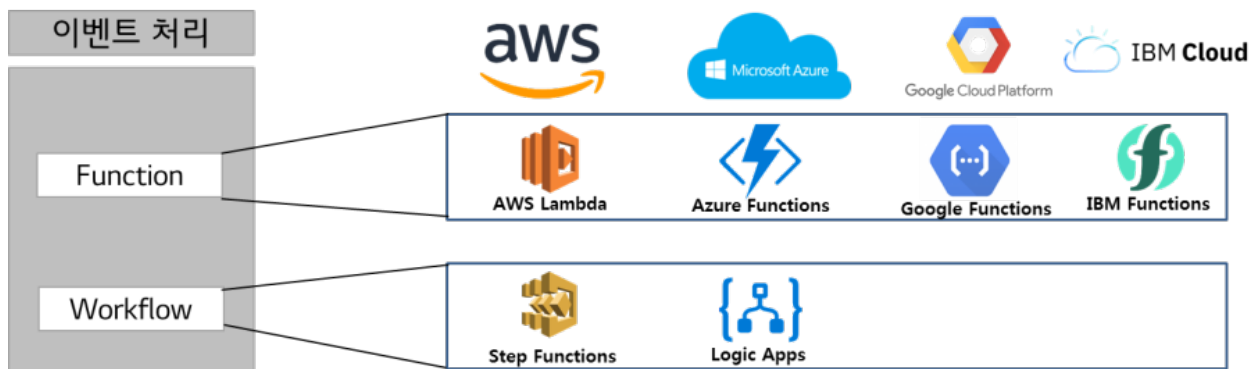 이벤트 처리
aws
Microsoft Azure
Google Cloud Platform
IBM Cloud
Function
AWS Lambda
Azure Functions
Google Functions
IBM Functions
Workflow
Step Functions
Logic Apps